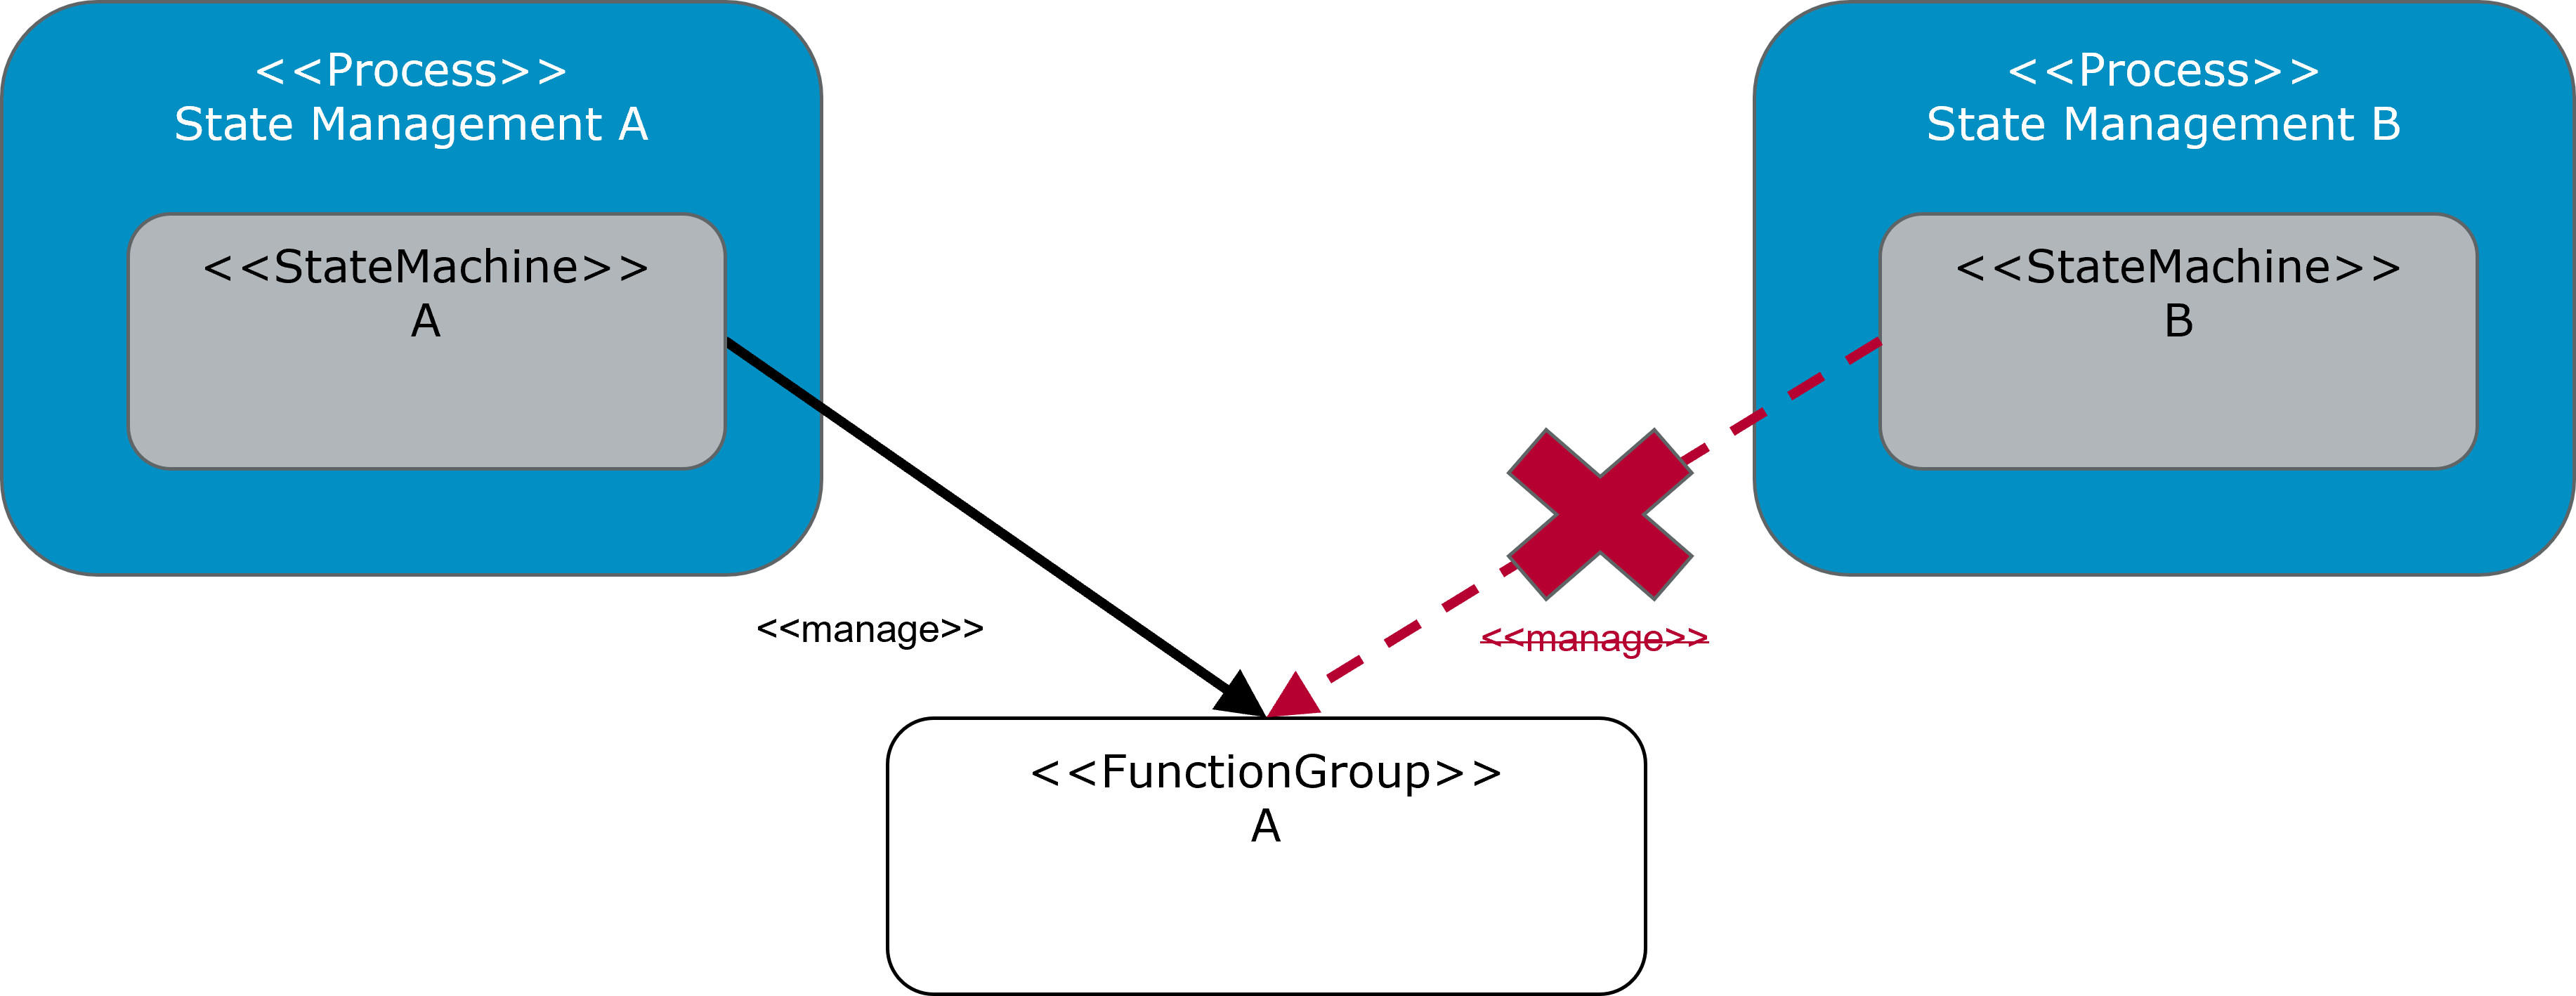 <<Process>>
State Management A
<<StateMachine>>
A
<<Process>>
State Management B
<<StateMachine>>
B
<<manage>>
<<manage>>
<<FunctionGroup>>
A